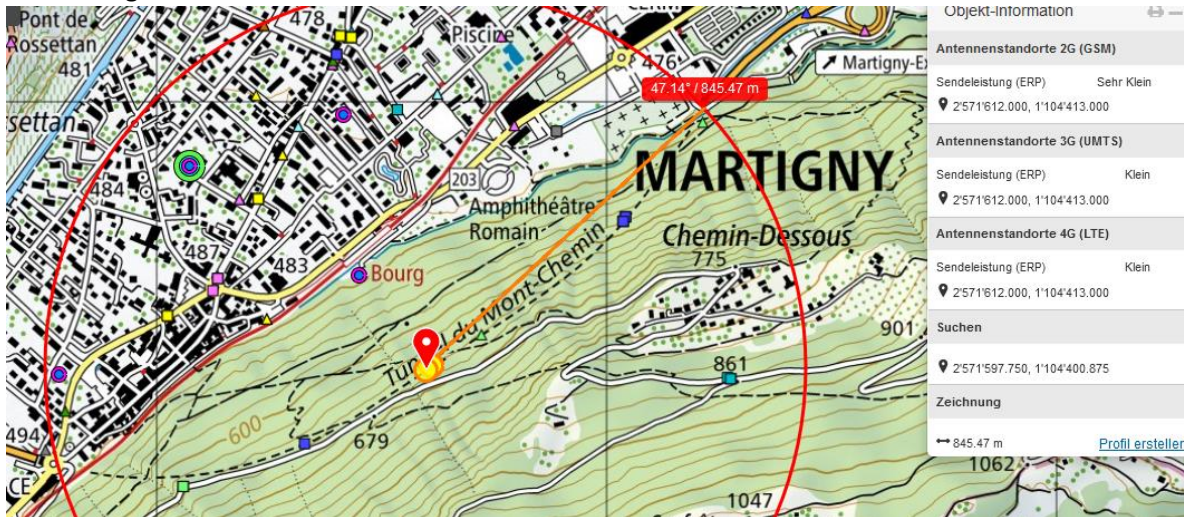 Pont de
Rossettan
481
478
Piscine
476
Martigny-Ex
47.14° / 845.47 m
ssettan
484
203
MARTIGNY
Amphithéâtre
Romain
Chemin-Dessous
775
487
483
Bourg
Tunnel du Mont-Chemin
901
861
600
679
494
CE
1062
1047
Objekt-Information
Antennenstandorte 2G (GSM)
Sendeleistung (ERP) Sehr Klein
2'571'612.000, 1'104'413.000
Antennenstandorte 3G (UMTS)
Sendeleistung (ERP) Klein
2'571'612.000, 1'104'413.000
Antennenstandorte 4G (LTE)
Sendeleistung (ERP) Klein
2'571'612.000, 1'104'413.000
Suchen
2'571'597.750, 1'104'400.875
Zeichnung
845.47 m Profil erstellen